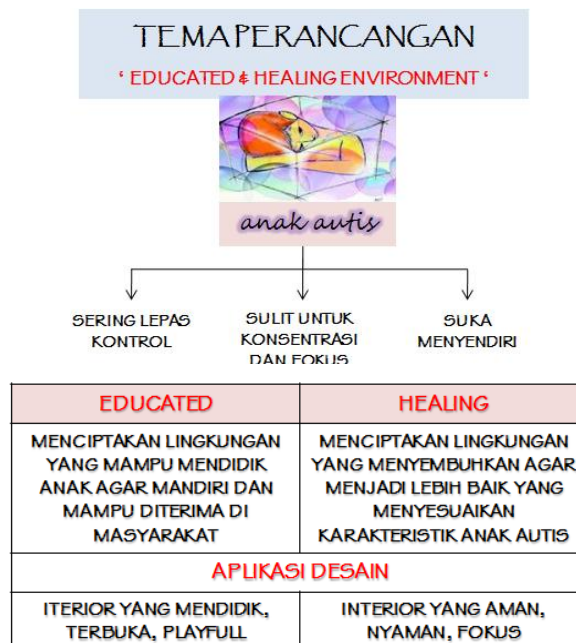 TEMA PERANCANGAN
‘ EDUCATED & HEALING ENVIRONMENT ‘
anak autis
SERING LEPAS
KONTROL
SULIT UNTUK
KONSENTRASI
DAN FOKUS
SUKA
MENYENDIRI
EDUCATED
HEALING
MENCIPTAKAN LINGKUNGAN
YANG MAMPU MENDIDIK
ANAK AGAR MANDIRI DAN
MAMPU DITERIMA DI
MASYARAKAT
MENCIPTAKAN LINGKUNGAN
YANG MENYEMBUHKAN AGAR
MENJADI LEBIH BAIK YANG
MENYESUAIKAN
KARAKTERISTIK ANAK AUTIS
APLIKASI DESAIN
ITERIOR YANG MENDIDIK,
TERBUKA, PLAYFULL
INTERIOR YANG AMAN,
NYAMAN, FOKUS